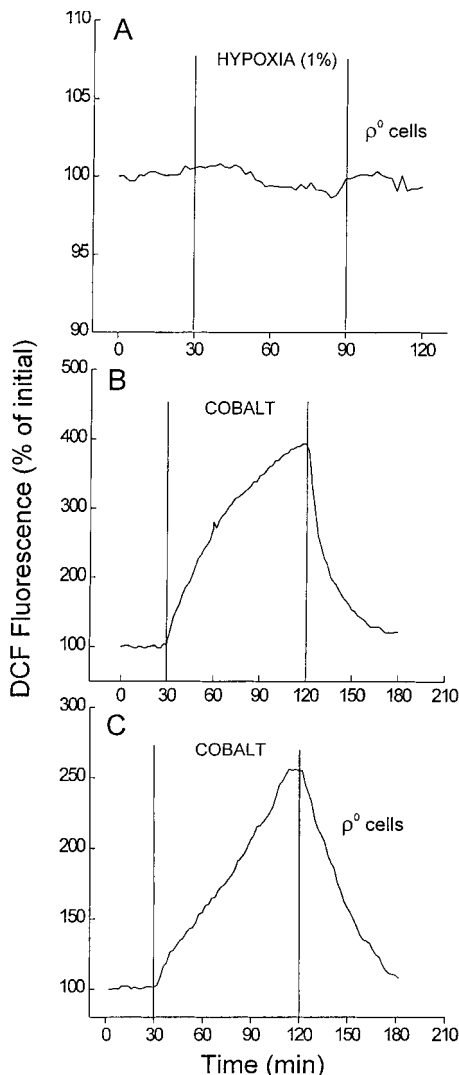 A
HYPOXIA (1%)
ρ⁰ cells
110
105
100
95
90
0 30 60 90 120
DCF Fluorescence (% of initial)
B
COBALT
500
400
300
200
100
0 30 60 90 120 150 180 210
C
COBALT
ρ⁰ cells
300
250
200
150
100
0 30 60 90 120 150 180 210
Time (min)